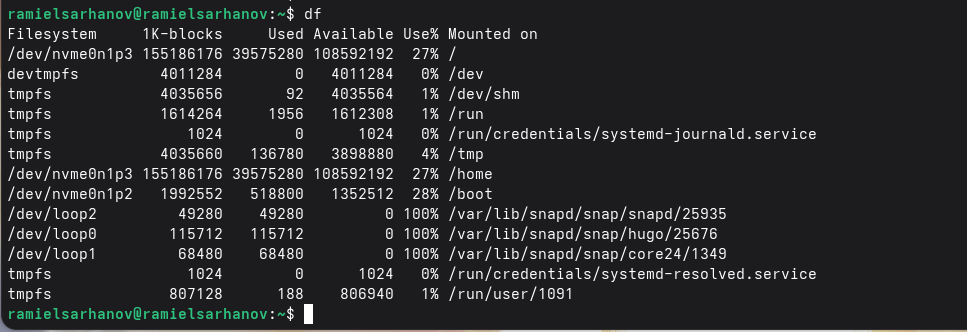 ramielsarhanov@ramielsarhanov:~$ df
Filesystem     1K-blocks     Used Available Use% Mounted on
/dev/nvme0n1p3 155186176 39575280 108592192  27% /
devtmpfs         4011284        0   4011284   0% /dev
tmpfs            4035656       92   4035564   1% /dev/shm
tmpfs            1614264     1956   1612308   1% /run
tmpfs               1024        0      1024   0% /run/credentials/systemd-journald.service
tmpfs            4035660   136780   3898880   4% /tmp
/dev/nvme0n1p3 155186176 39575280 108592192  27% /home
/dev/nvme0n1p2   1992552   518800   1352512  28% /boot
/dev/loop2         49280    49280         0 100% /var/lib/snapd/snap/snapd/25935
/dev/loop0        115712   115712         0 100% /var/lib/snapd/snap/hugo/25676
/dev/loop1         68480    68480         0 100% /var/lib/snapd/snap/core24/1349
tmpfs               1024        0      1024   0% /run/credentials/systemd-resolved.service
tmpfs             807128      188    806940   1% /run/user/1091
ramielsarhanov@ramielsarhanov:~$